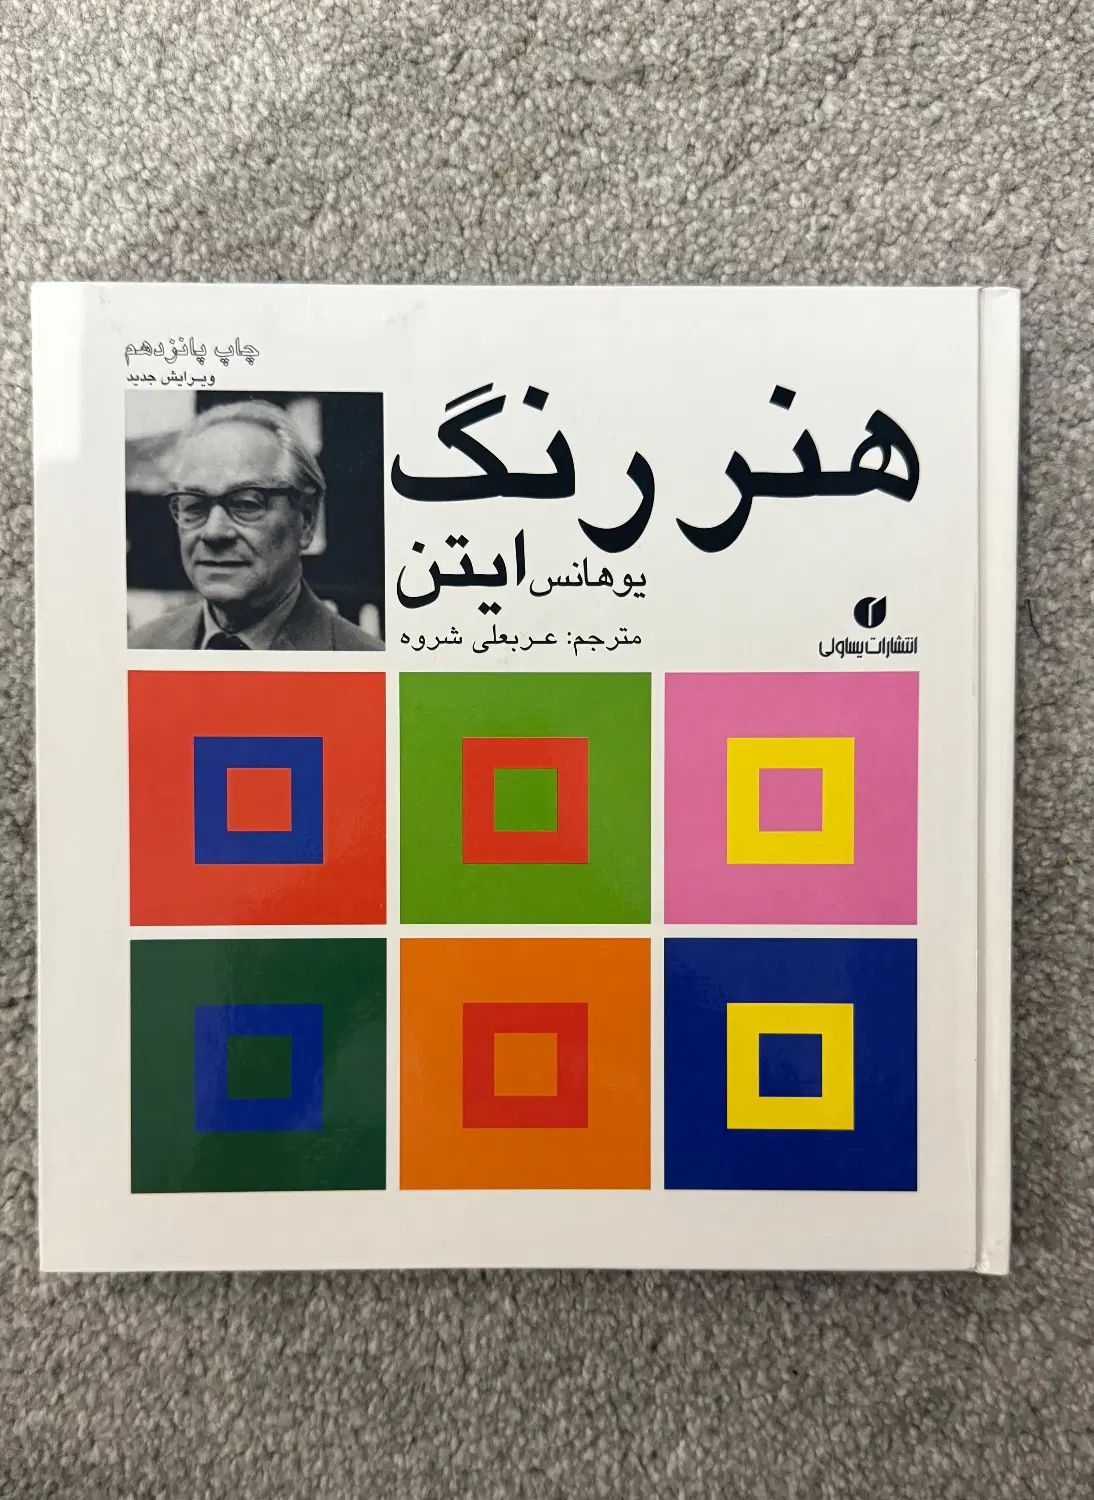 چاپ پانزدهم
ویرایش جدید
هنر رنگ
یوهانس ایتن
مترجم: عربعلی شروه
انتشارات یساولی